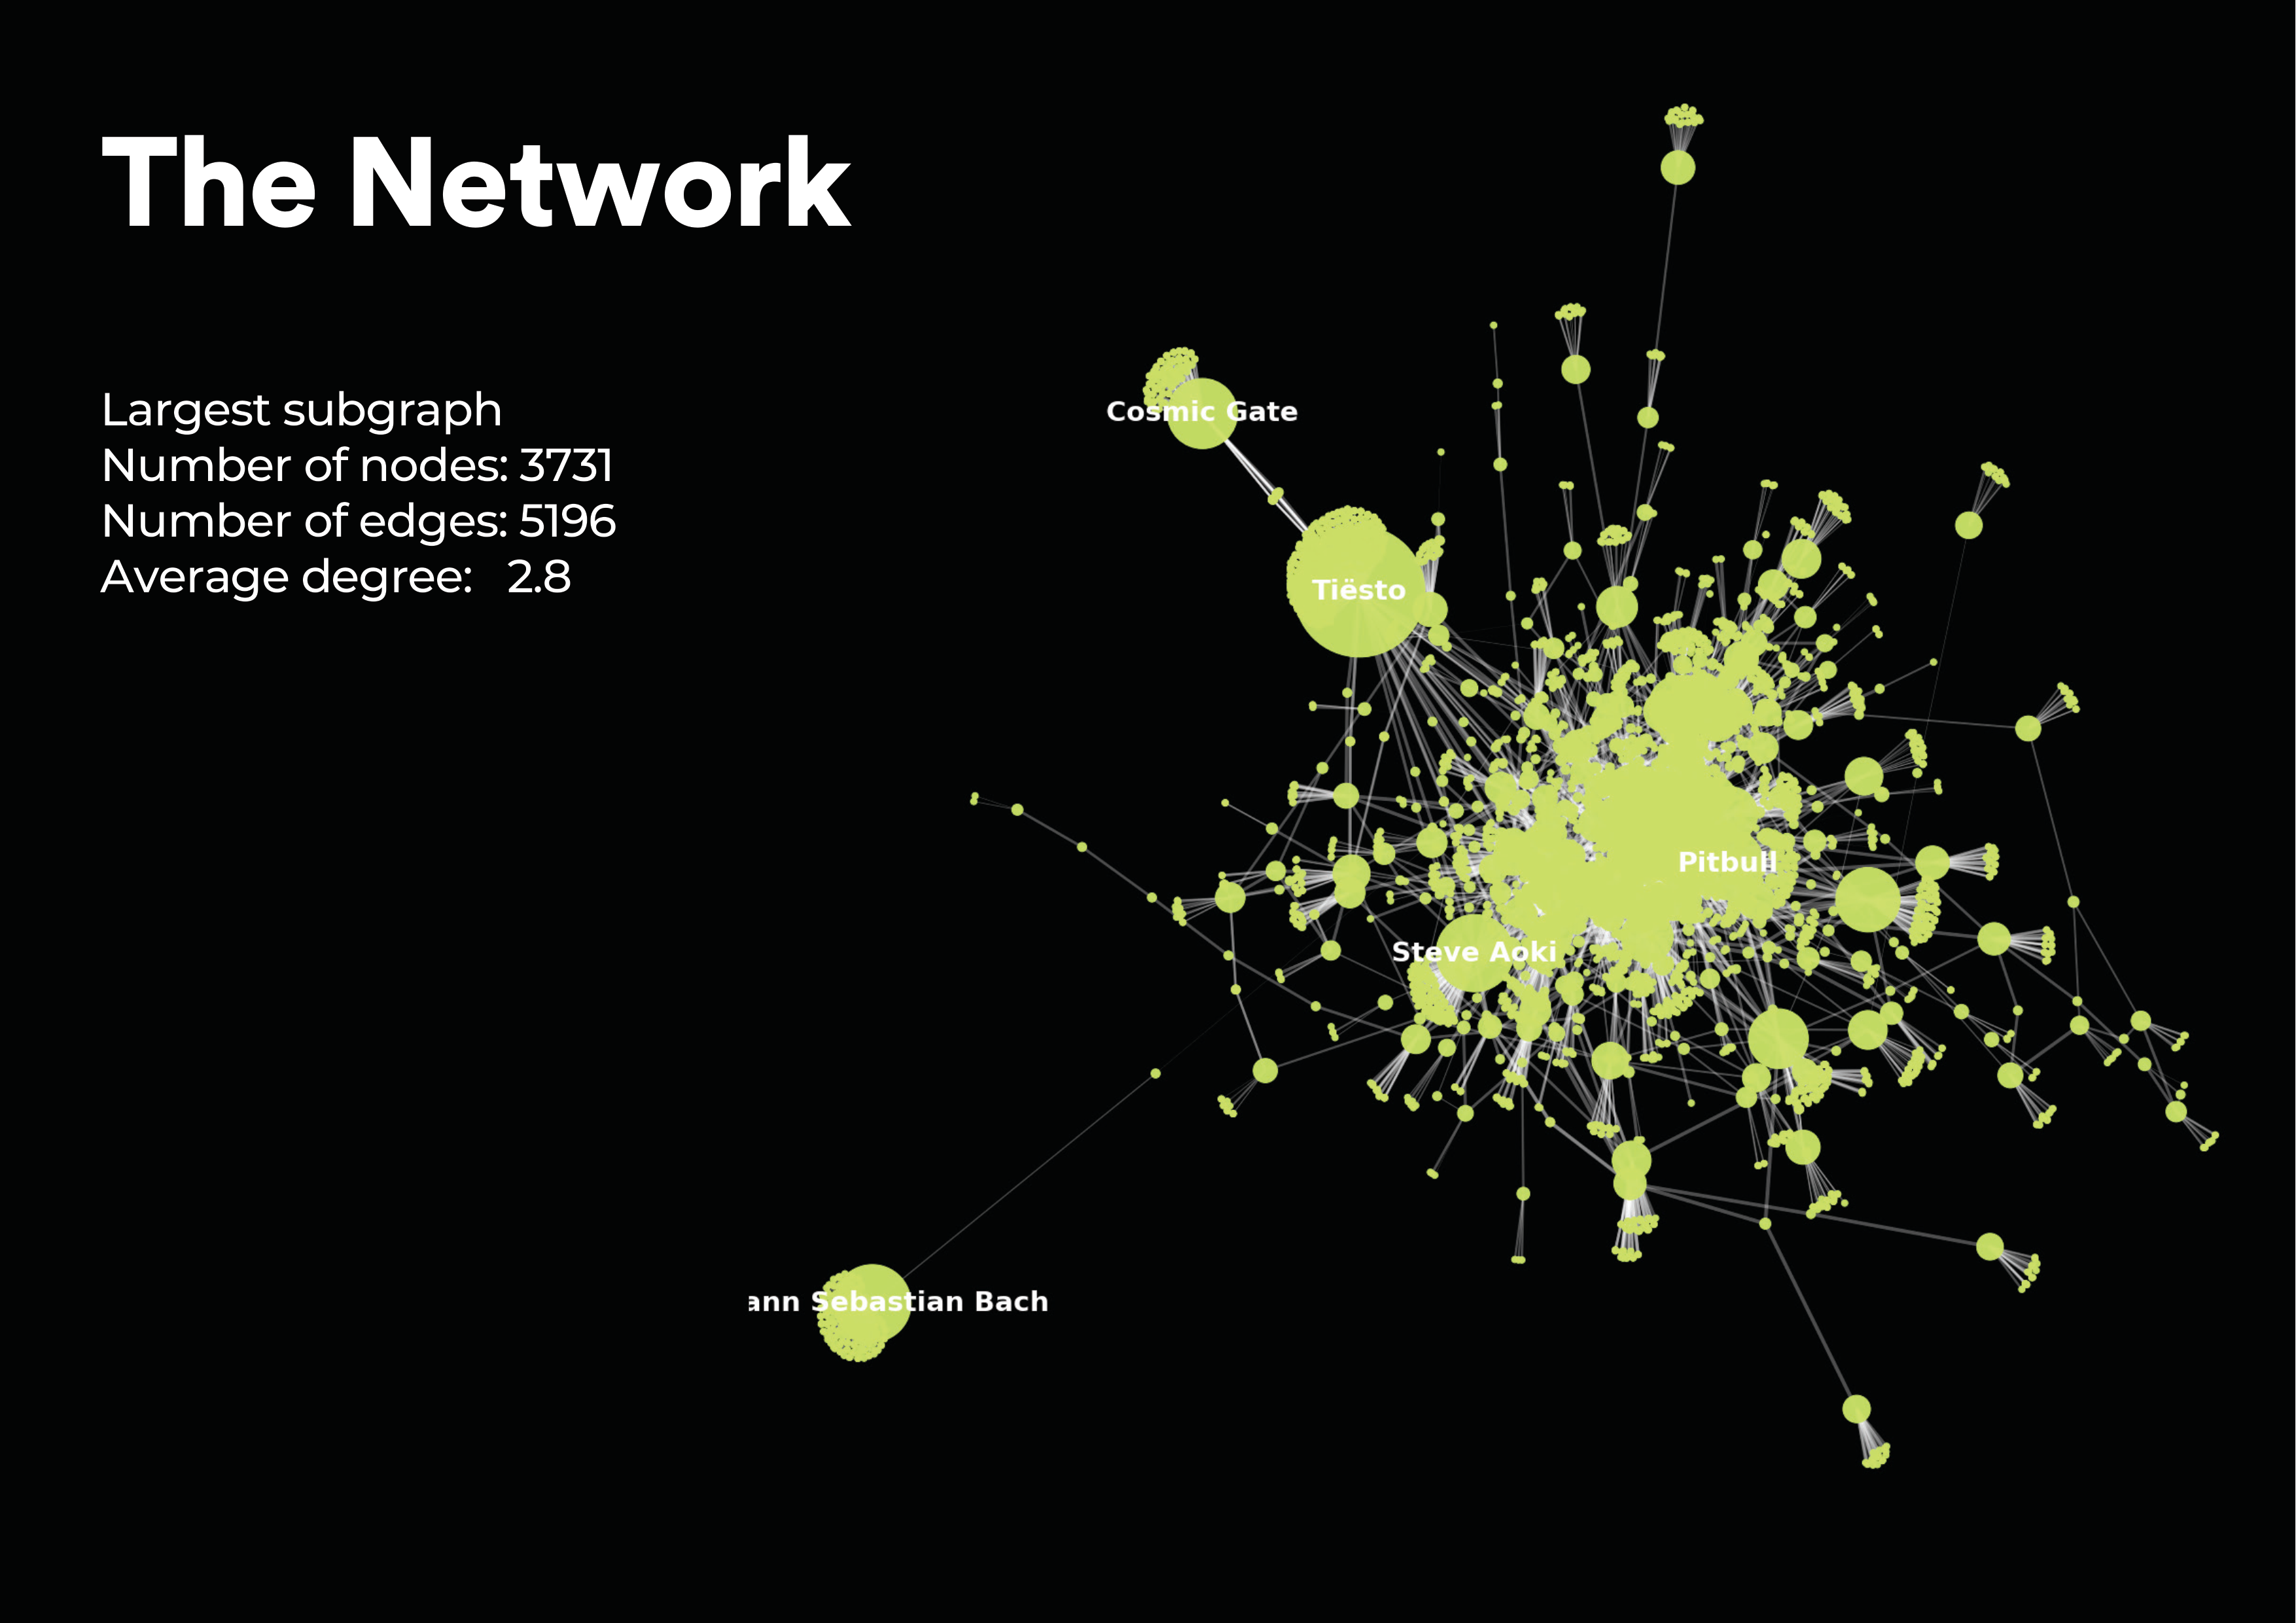 The Network
Largest subgraph
Number of nodes: 3731
Number of edges: 5196
Average degree: 2.8
Cosmic Gate
Tiësto
Pitbull
Steve Aoki
ann Sebastian Bach